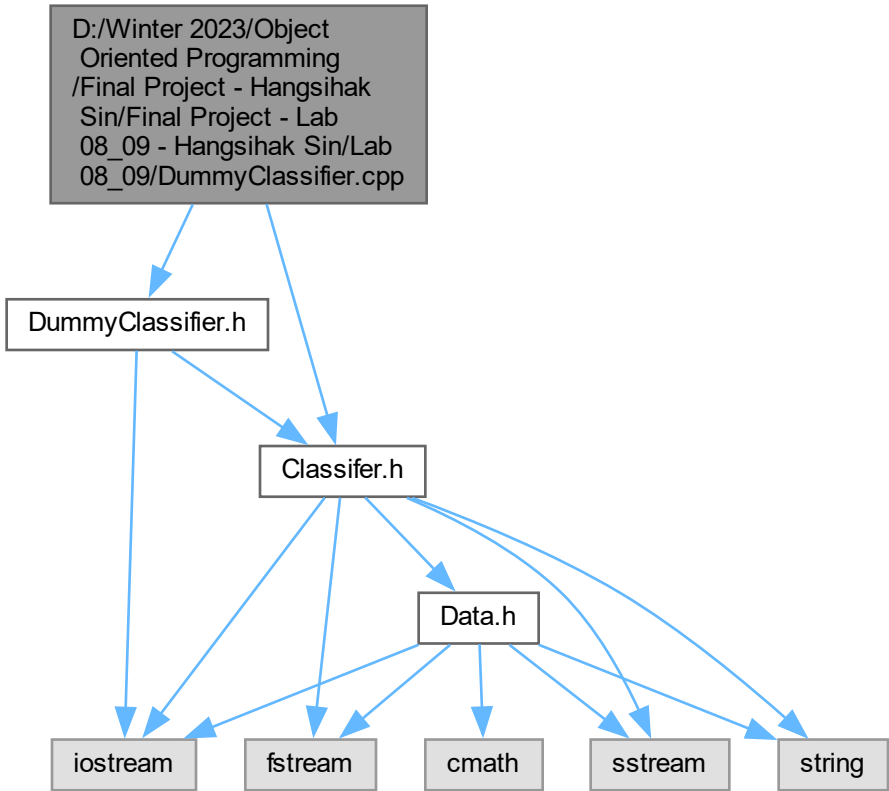 D:/Winter 2023/Object
Oriented Programming
/Final Project - Hangsihak
Sin/Final Project - Lab
08_09 - Hangsihak Sin/Lab
08_09/DummyClassifier.cpp
DummyClassifier.h
Classifer.h
Data.h
iostream
fstream
cmath
sstream
string